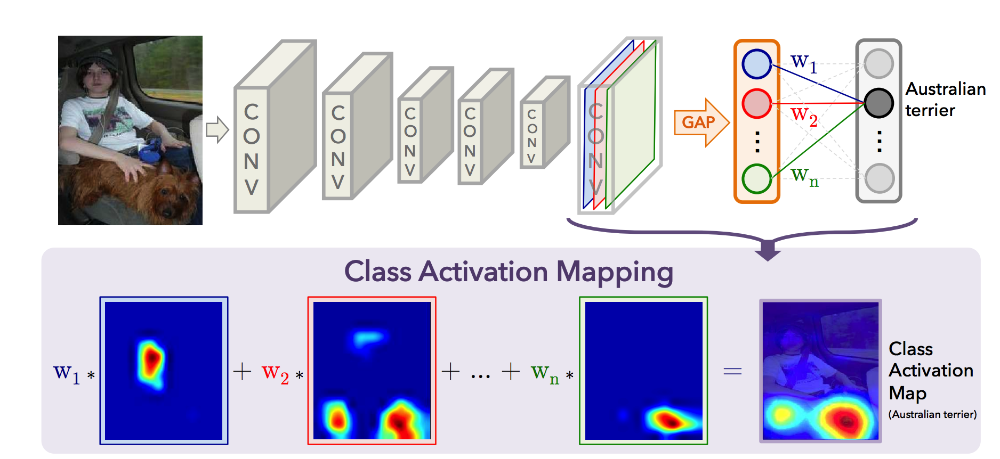 CONV
CONV
CONV
CONV
CONV
CONV
GAP
w1
w2
⋮
wn
⋮
Australian
terrier
Class Activation Mapping
w1 * + w2 * + ... + wn * =
Class
Activation
Map
(Australian terrier)